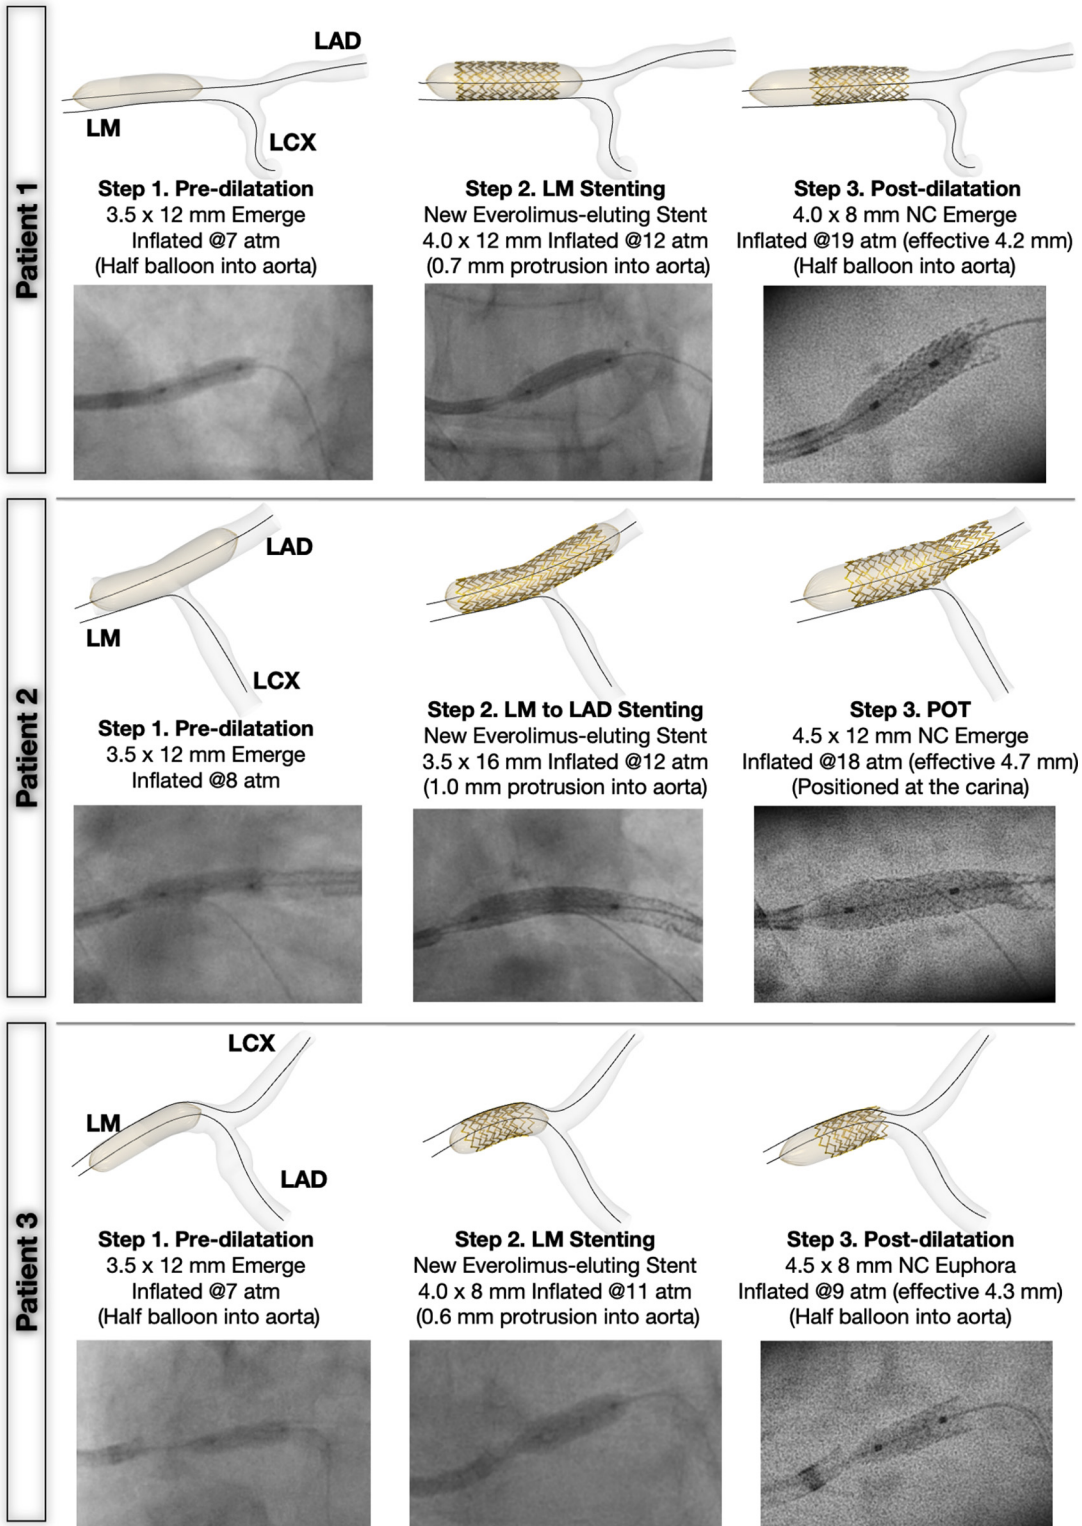 Patient 1
LAD
LM
LCX
Step 1. Pre-dilatation
3.5 x 12 mm Emerge
Inflated @7 atm
(Half balloon into aorta)
Step 2. LM Stenting
New Everolimus-eluting Stent
4.0 x 12 mm Inflated @12 atm
(0.7 mm protrusion into aorta)
Step 3. Post-dilatation
4.0 x 8 mm NC Emerge
Inflated @19 atm (effective 4.2 mm)
(Half balloon into aorta)
Patient 2
LAD
LM
LCX
Step 1. Pre-dilatation
3.5 x 12 mm Emerge
Inflated @8 atm
Step 2. LM to LAD Stenting
New Everolimus-eluting Stent
3.5 x 16 mm Inflated @12 atm
(1.0 mm protrusion into aorta)
Step 3. POT
4.5 x 12 mm NC Emerge
Inflated @18 atm (effective 4.7 mm)
(Positioned at the carina)
Patient 3
LCX
LM
LAD
Step 1. Pre-dilatation
3.5 x 12 mm Emerge
Inflated @7 atm
(Half balloon into aorta)
Step 2. LM Stenting
New Everolimus-eluting Stent
4.0 x 8 mm Inflated @11 atm
(0.6 mm protrusion into aorta)
Step 3. Post-dilatation
4.5 x 8 mm NC Euphora
Inflated @9 atm (effective 4.3 mm)
(Half balloon into aorta)